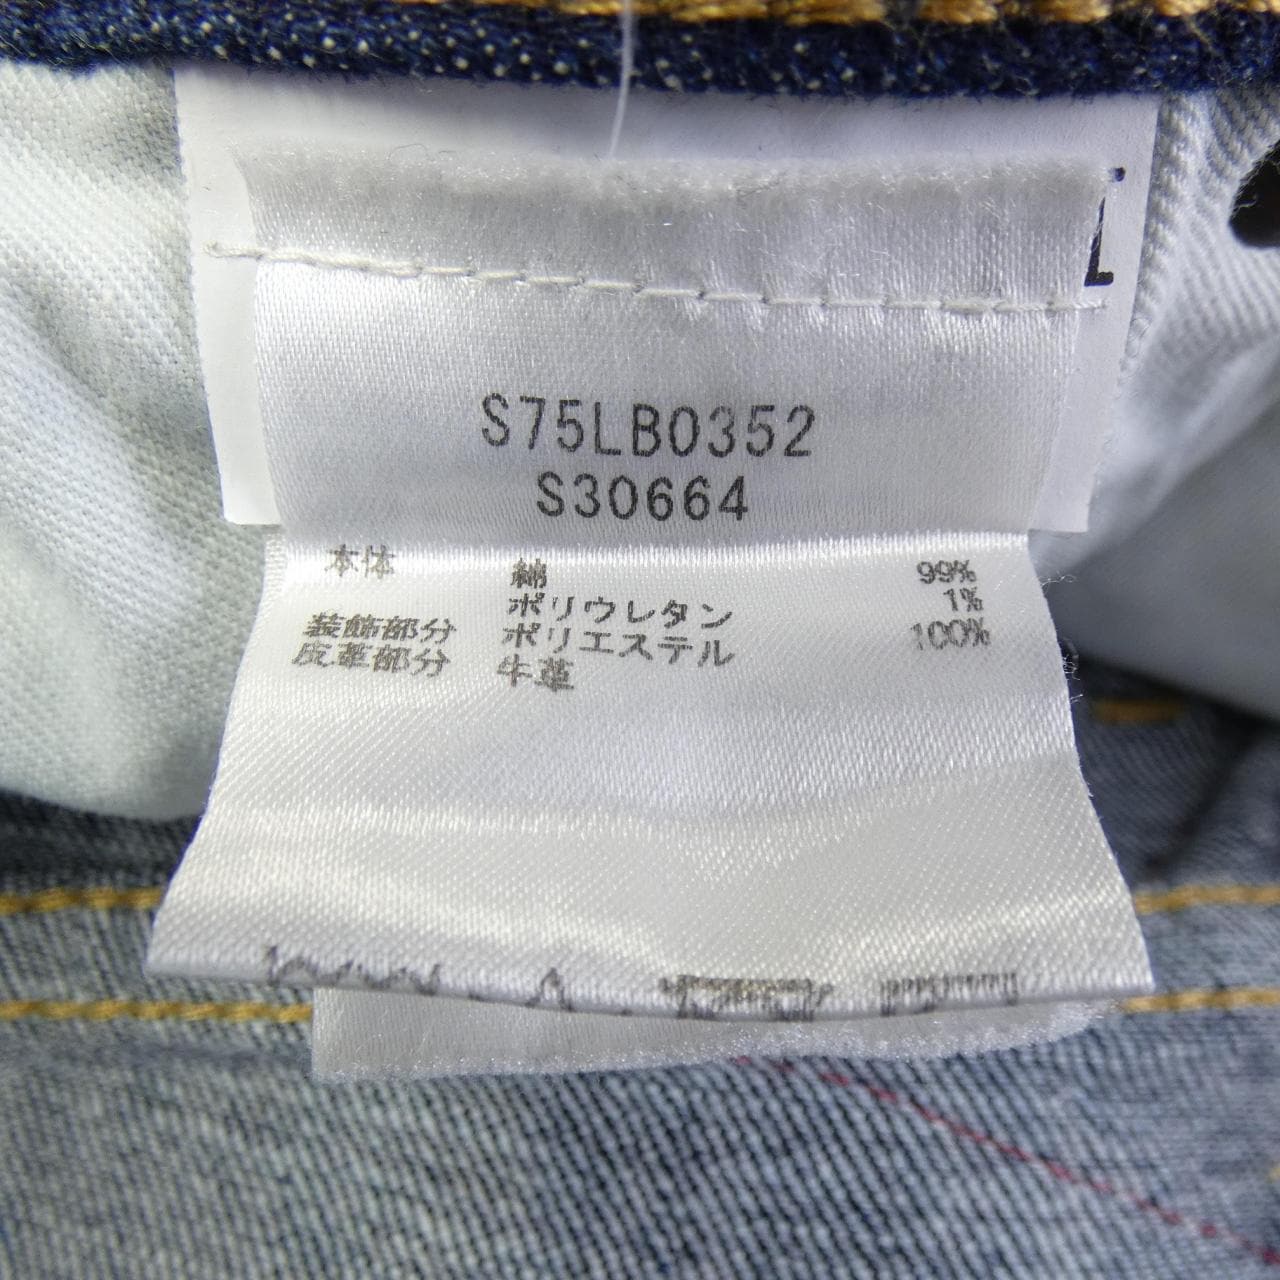 S75LB0352
S30664
本体 綿 99%
ポリウレタン 1%
装飾部分 ポリエステル 100%
皮革部分 牛革